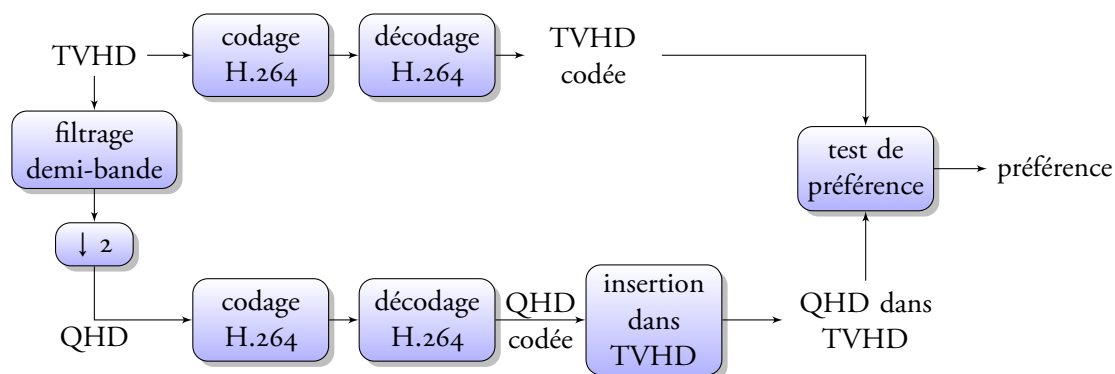 TVHD
codage
H.264
décodage
H.264
TVHD
codée
filtrage
demi-bande
↓ 2
test de
préférence
préférence
QHD
codage
H.264
décodage
H.264
QHD
codée
insertion
dans
TVHD
QHD dans
TVHD